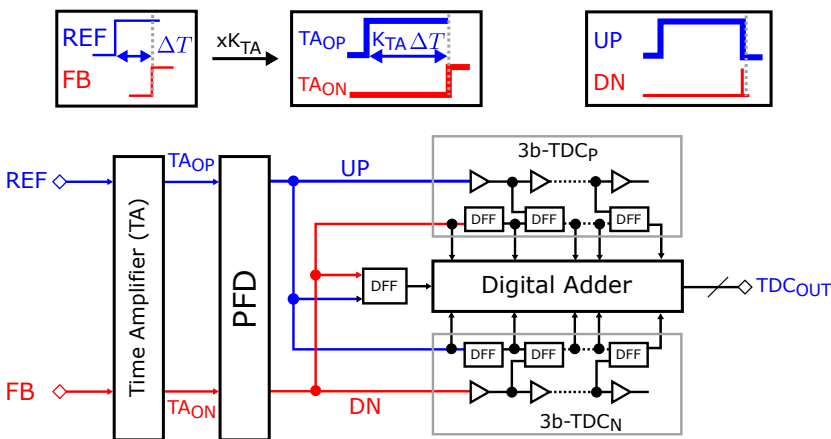 REF
ΔT
FB
xK_TA
TA_OP
K_TA ΔT
TA_ON
UP
DN
3b-TDC_P
REF
TA_OP
UP
DFF DFF DFF
Time Amplifier (TA)
PFD
DFF
Digital Adder
TDC_OUT
DFF DFF DFF
FB
TA_ON
DN
3b-TDC_N